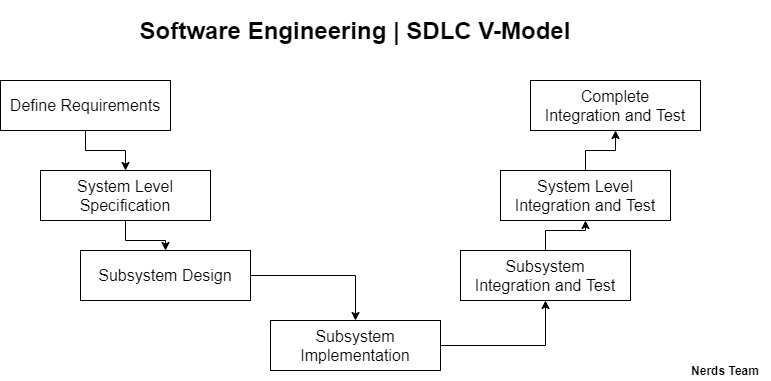 Software Engineering | SDLC V-Model
Define Requirements
System Level
Specification
Subsystem Design
Subsystem
Implementation
Subsystem
Integration and Test
System Level
Integration and Test
Complete
Integration and Test
Nerds Team